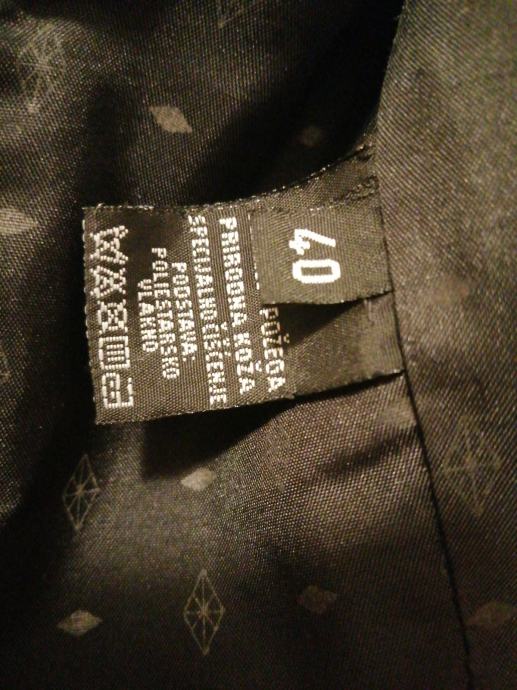 40
POŽEGA
PRIRODNA KOŽA
SPECIJALNO ČIŠĆENJE
PODSTAVA
POLIESTARSKO
VLAKNO